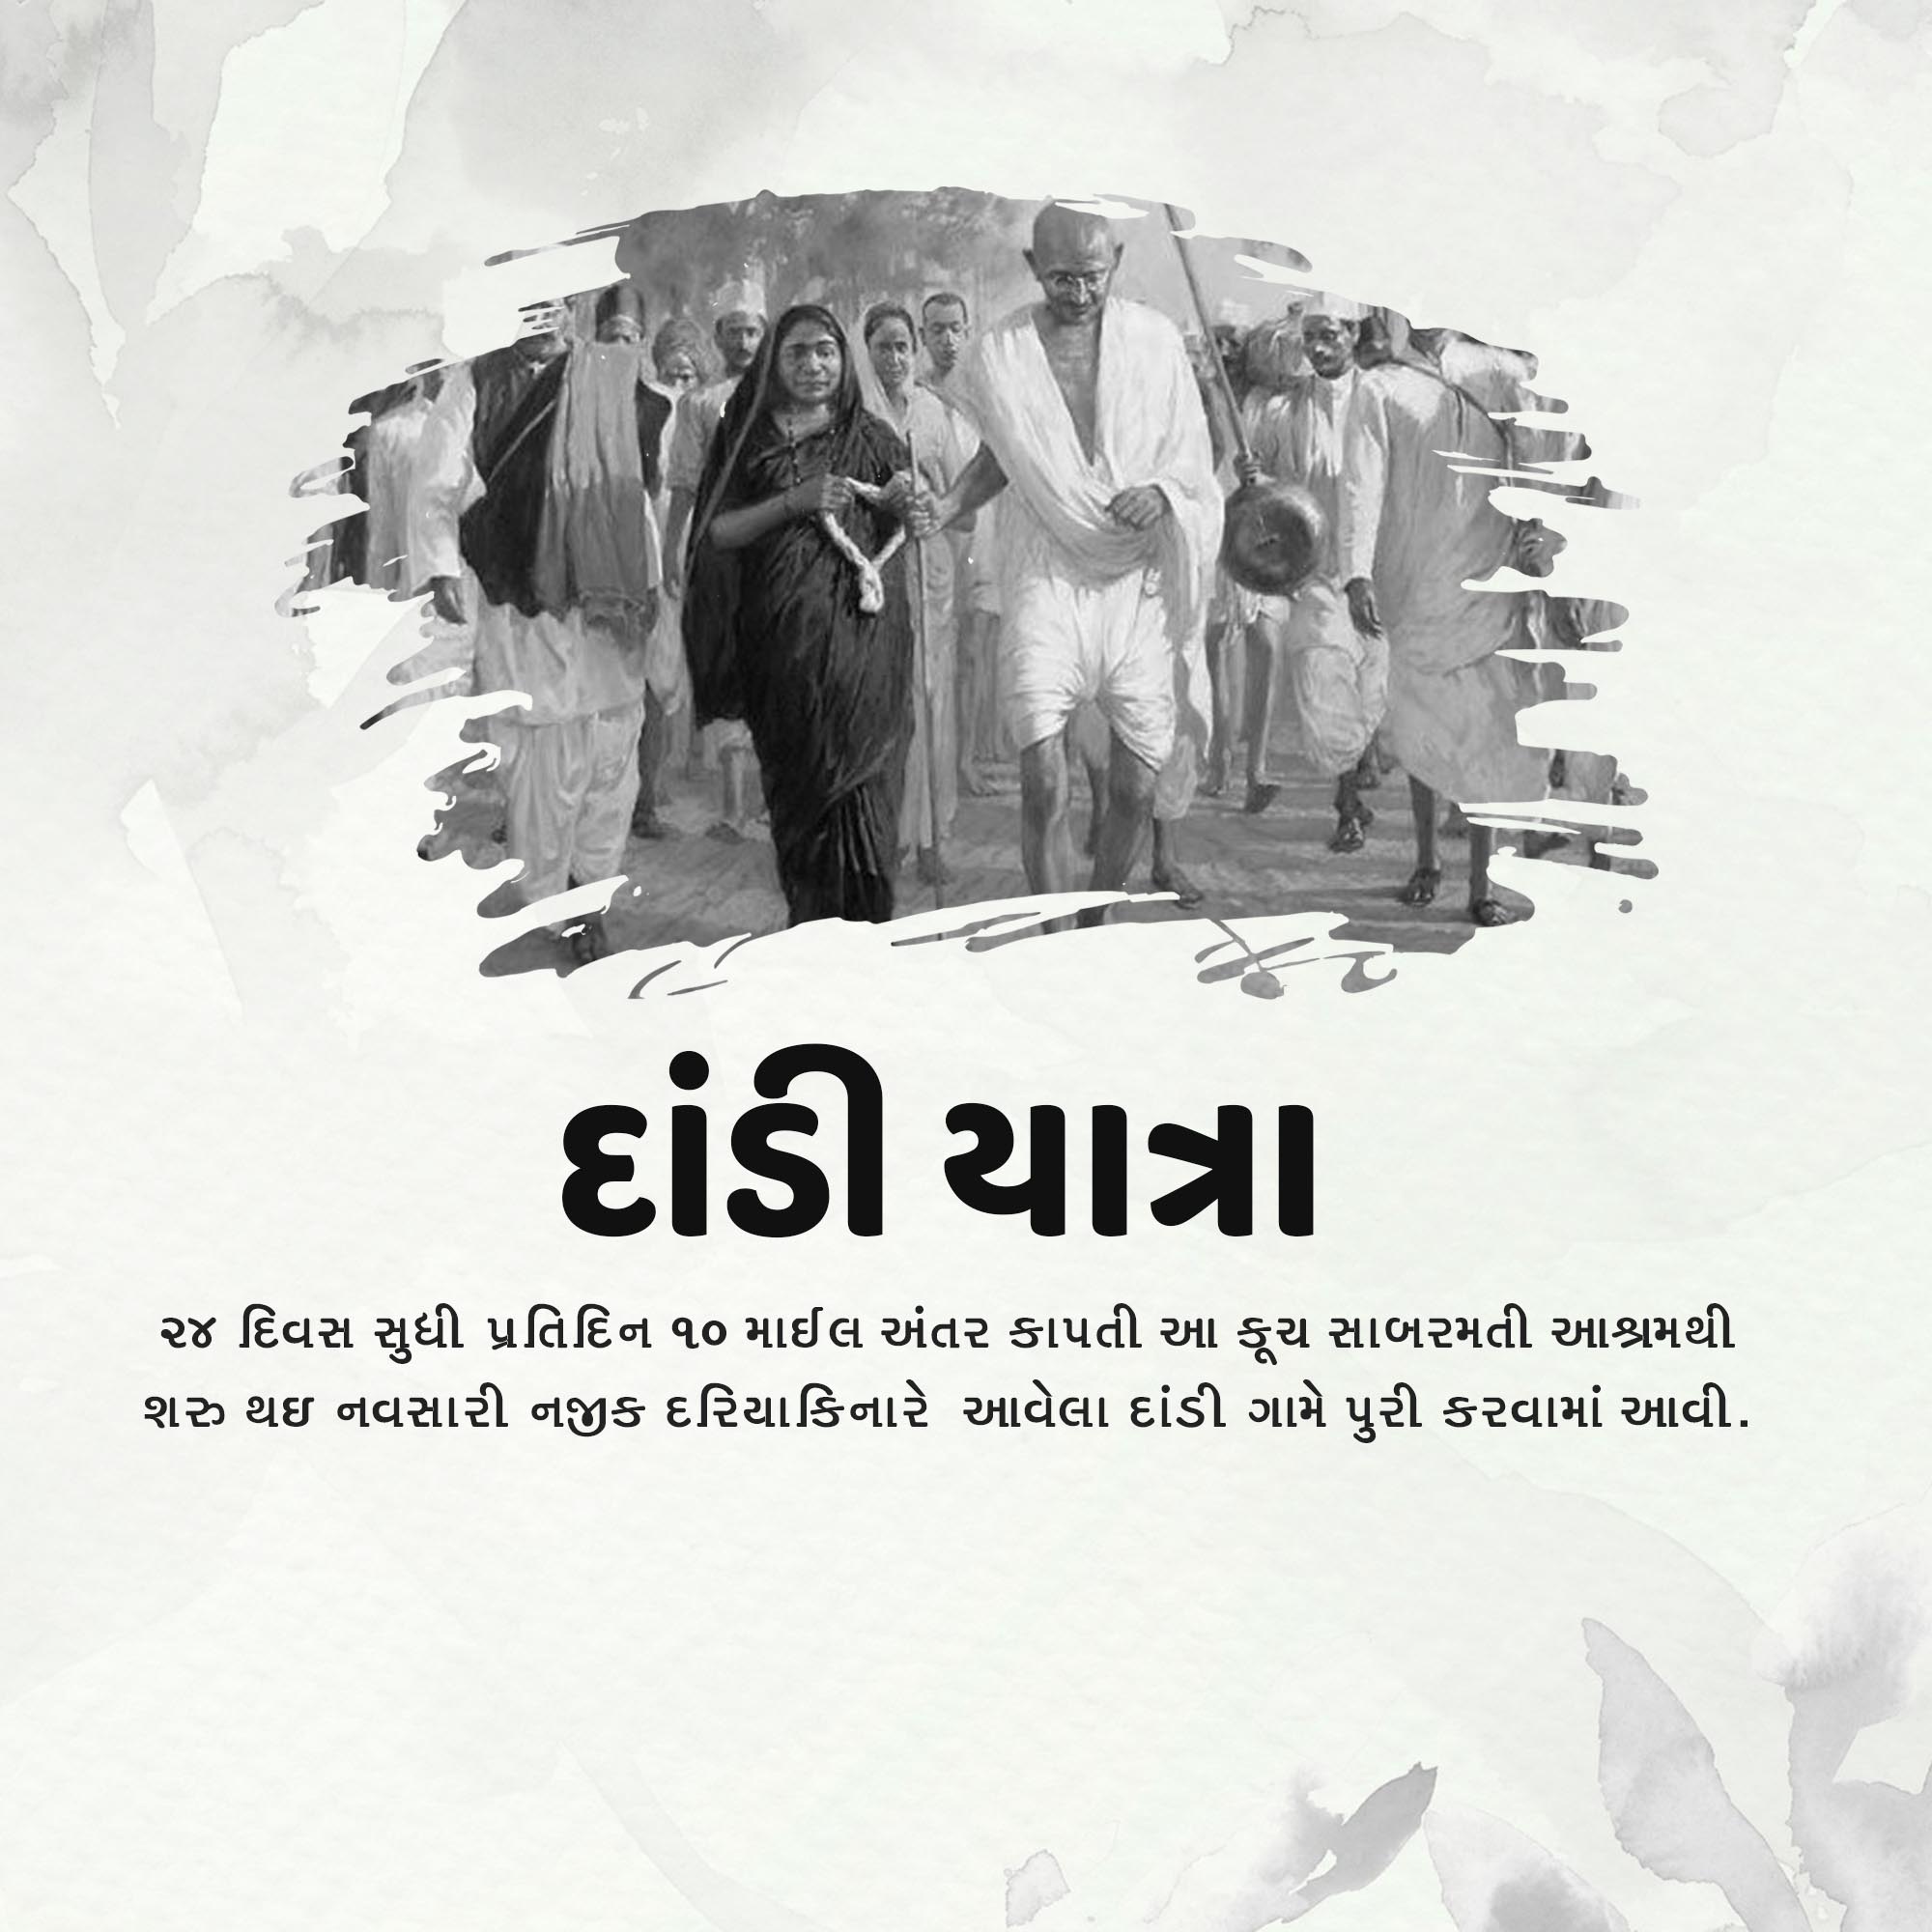 દાંડી યાત્રા
૨૪ દિવસ સુધી પ્રતિદિન ૧૦ માઈલ અંતર કાપતી આ કૂચ સાબરમતી આશ્રમથી
શરુ થઇ નવસારી નજીક દરિયાકિનારે આવેલા દાંડી ગામે પુરી કરવામાં આવી.